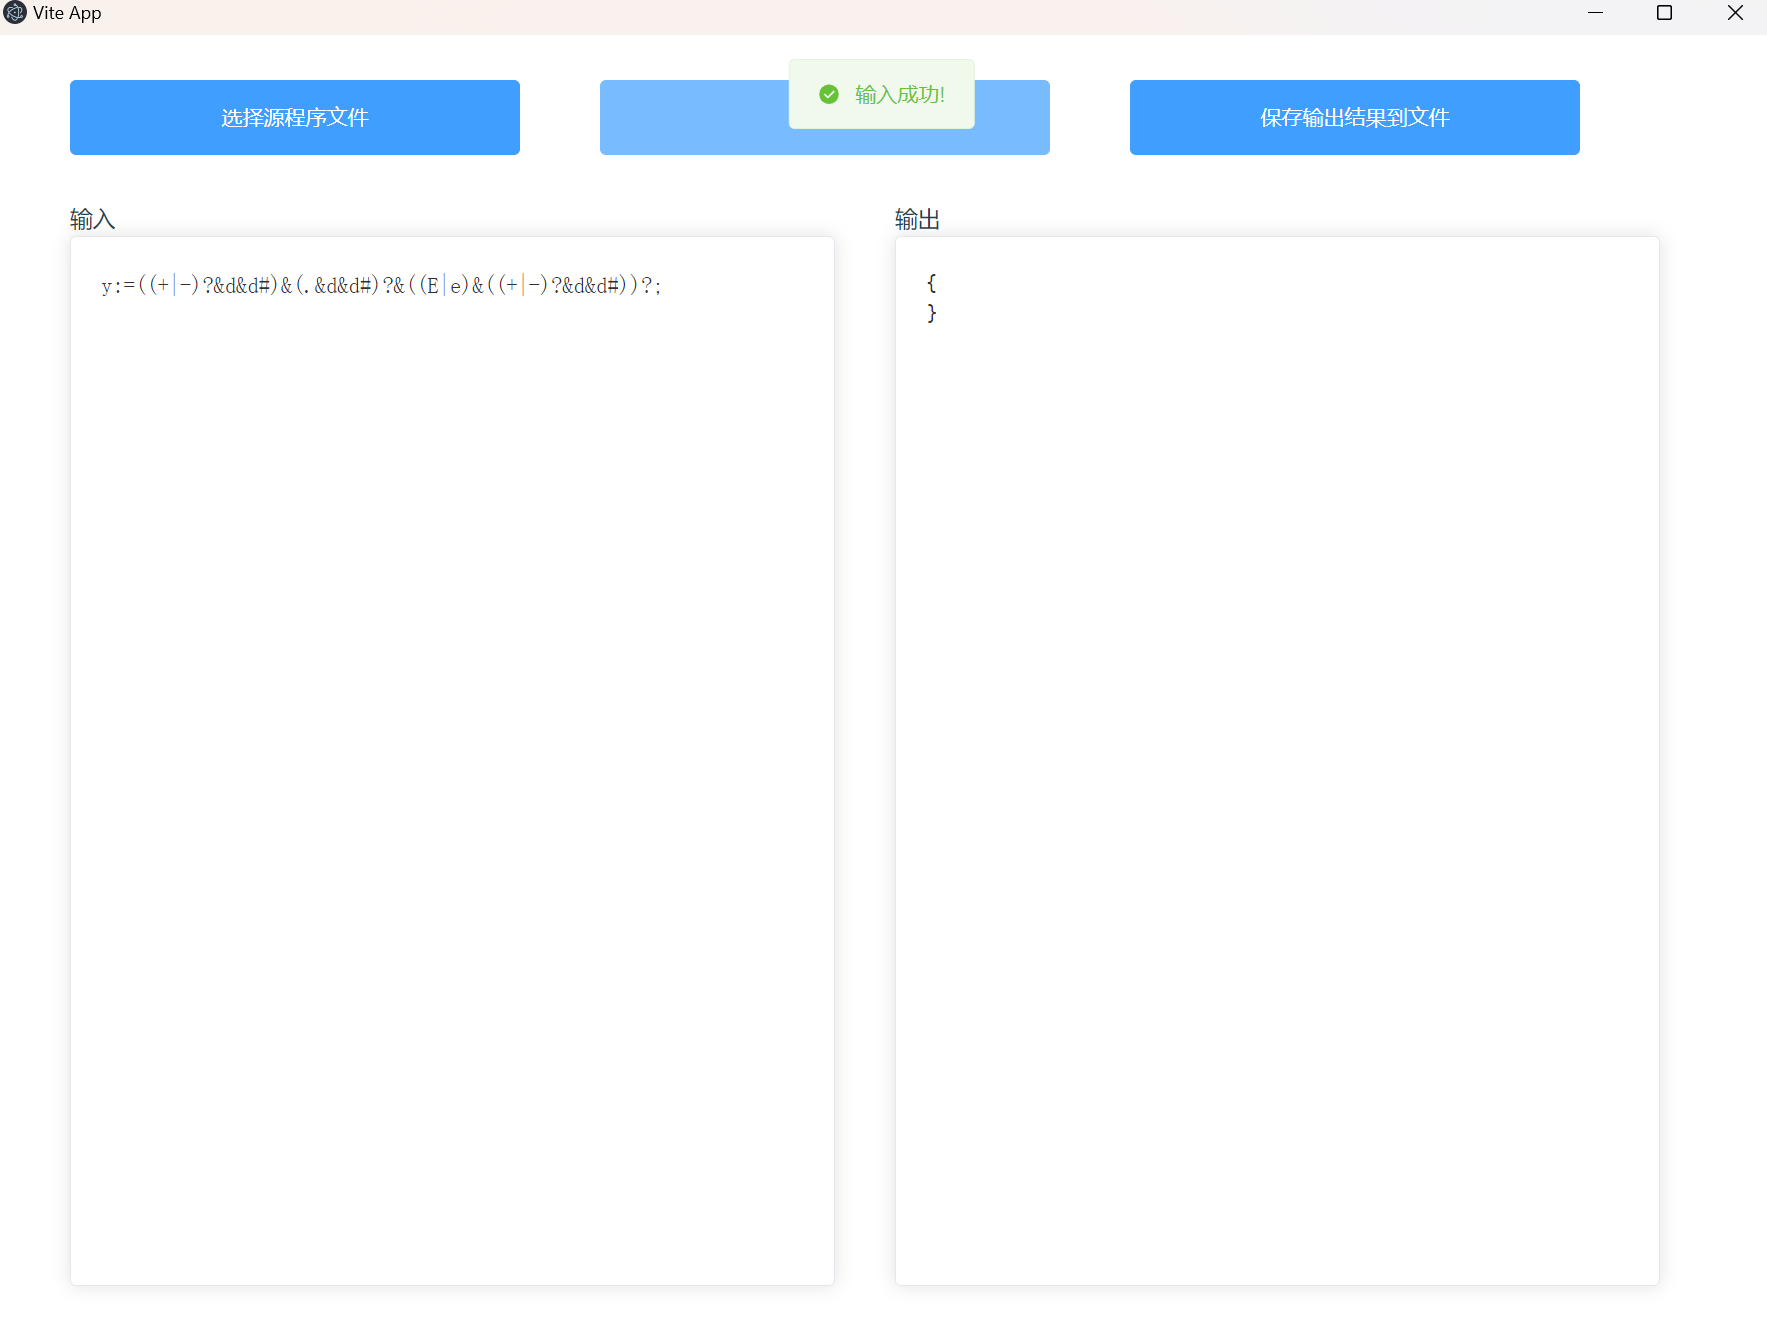 Vite App
选择源程序文件
输入成功!
保存输出结果到文件
输入
输出
y:=((+|-)?&d&d#)&(.&d&d#)?&((E|e)&((+|-)?&d&d#))?;
{
}